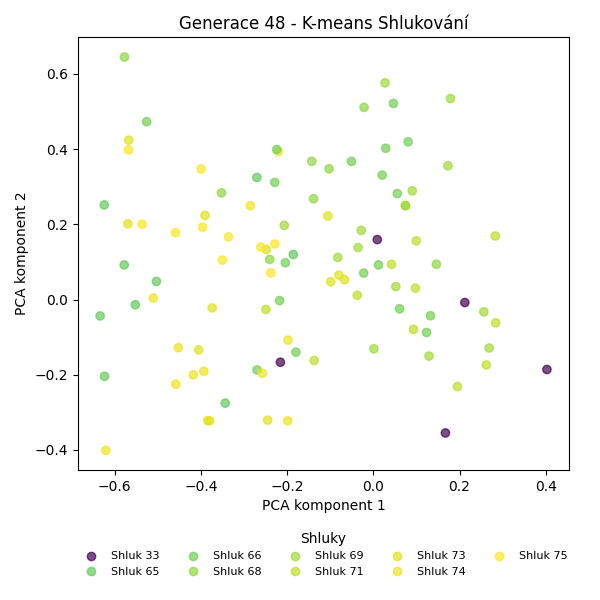 Generace 48 - K-means Shlukování
PCA komponent 2
0.6
0.4
0.2
0.0
−0.2
−0.4
−0.6 −0.4 −0.2 0.0 0.2 0.4
PCA komponent 1
Shluky
Shluk 33 Shluk 66 Shluk 69 Shluk 73 Shluk 75
Shluk 65 Shluk 68 Shluk 71 Shluk 74